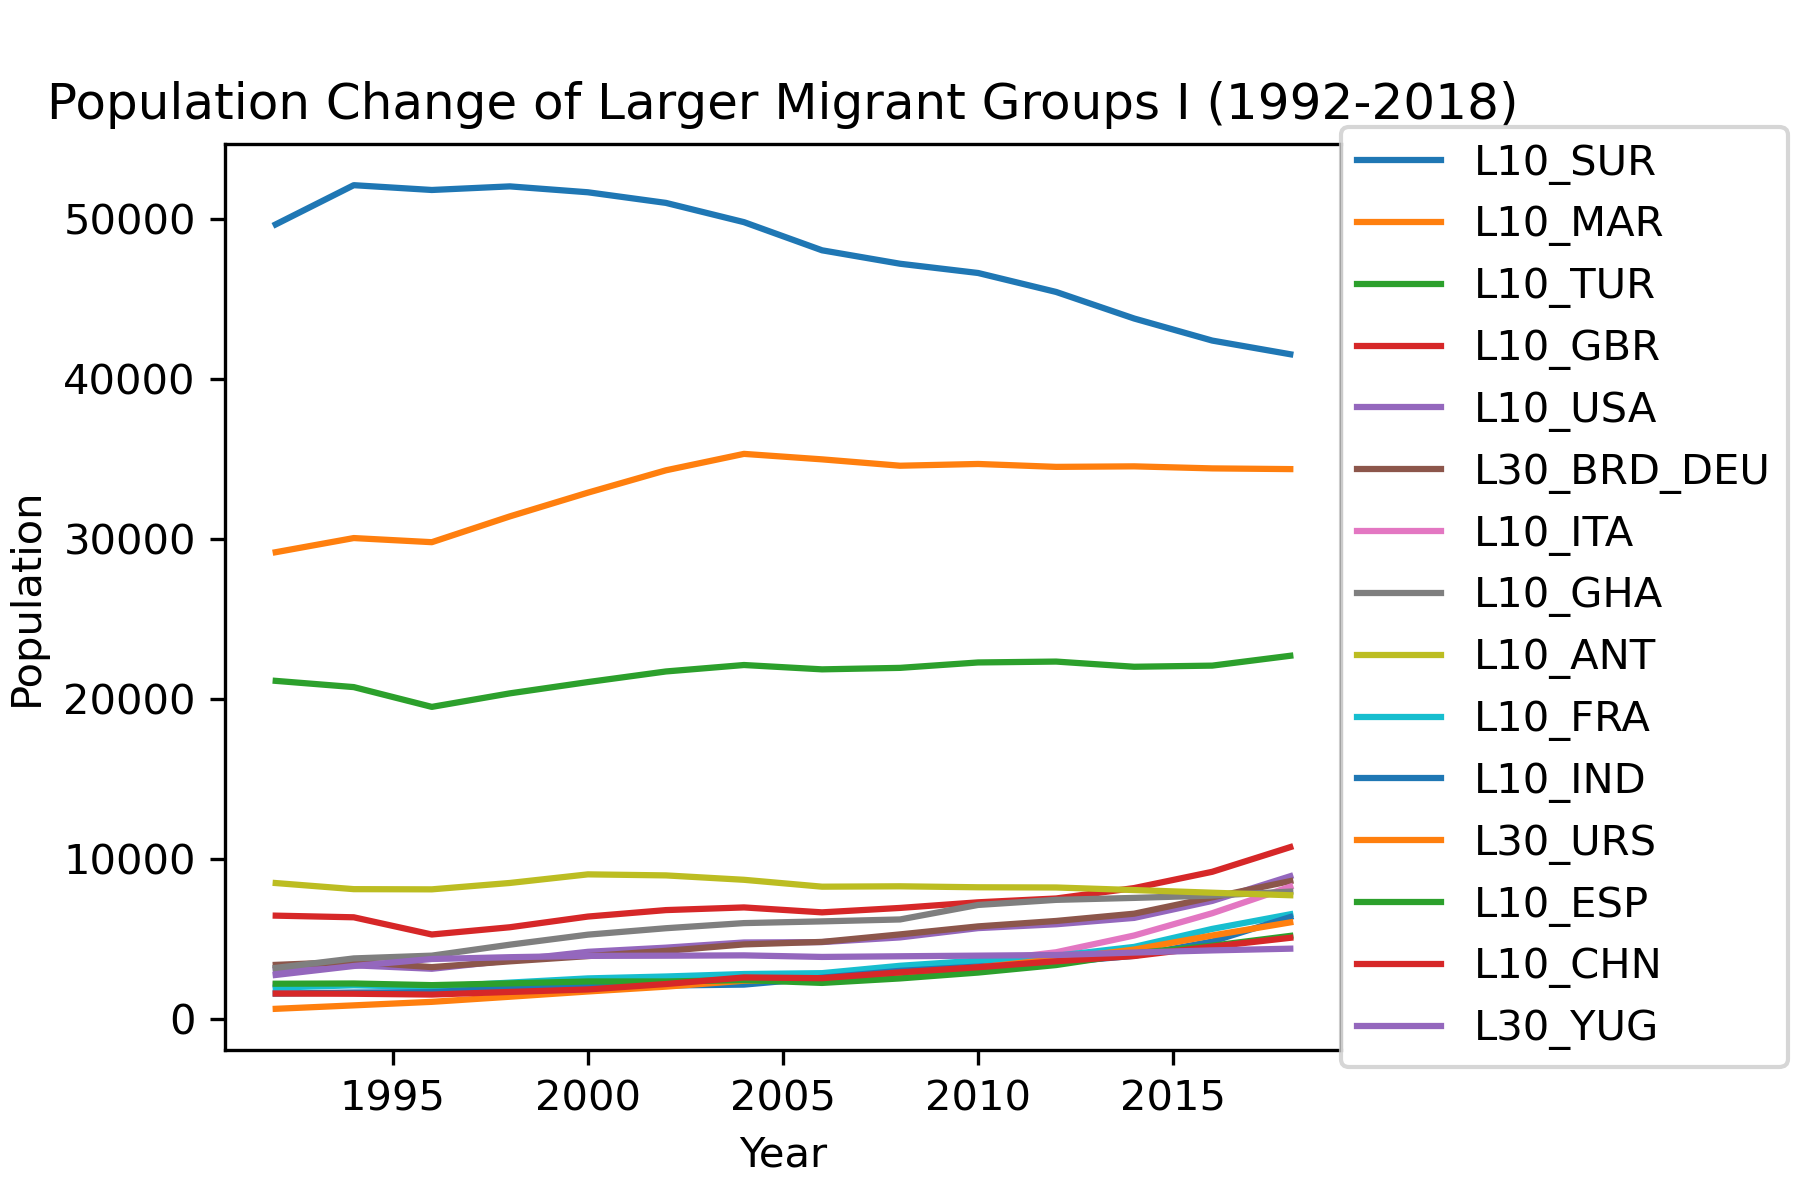 Population Change of Larger Migrant Groups I (1992-2018)
L10_SUR
L10_MAR
L10_TUR
L10_GBR
L10_USA
L30_BRD_DEU
L10_ITA
L10_GHA
L10_ANT
L10_FRA
L10_IND
L30_URS
L10_ESP
L10_CHN
L30_YUG
Population
50000
40000
30000
20000
10000
0
1995 2000 2005 2010 2015
Year